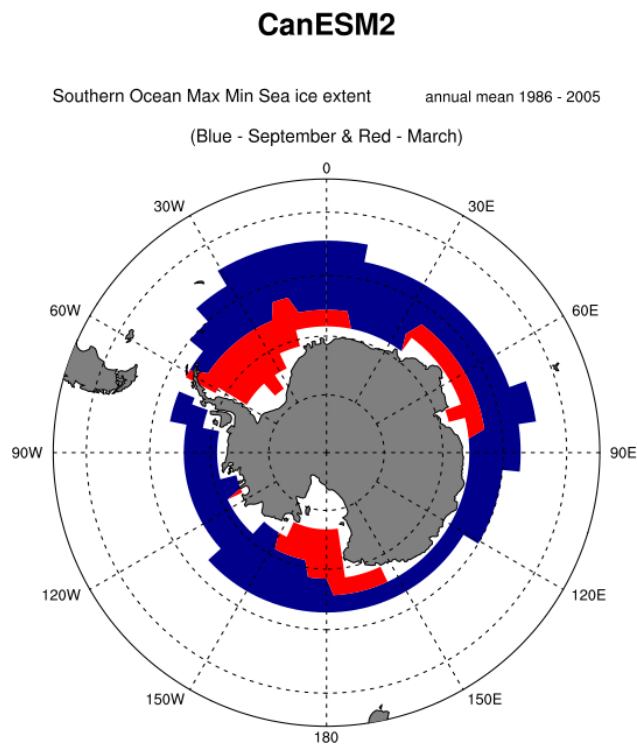 CanESM2
Southern Ocean Max Min Sea ice extent annual mean 1986 - 2005
(Blue - September & Red - March)
0
30W 30E
60W 60E
90W 90E
120W 120E
150W 150E
180